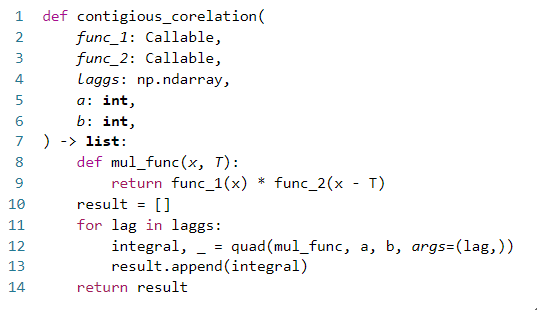 1 def contigious_corelation(
2     func_1: Callable,
3     func_2: Callable,
4     laggs: np.ndarray,
5     a: int,
6     b: int,
7 ) -> list:
8     def mul_func(x, T):
9         return func_1(x) * func_2(x - T)
10     result = []
11     for lag in laggs:
12         integral, _ = quad(mul_func, a, b, args=(lag,))
13         result.append(integral)
14     return result